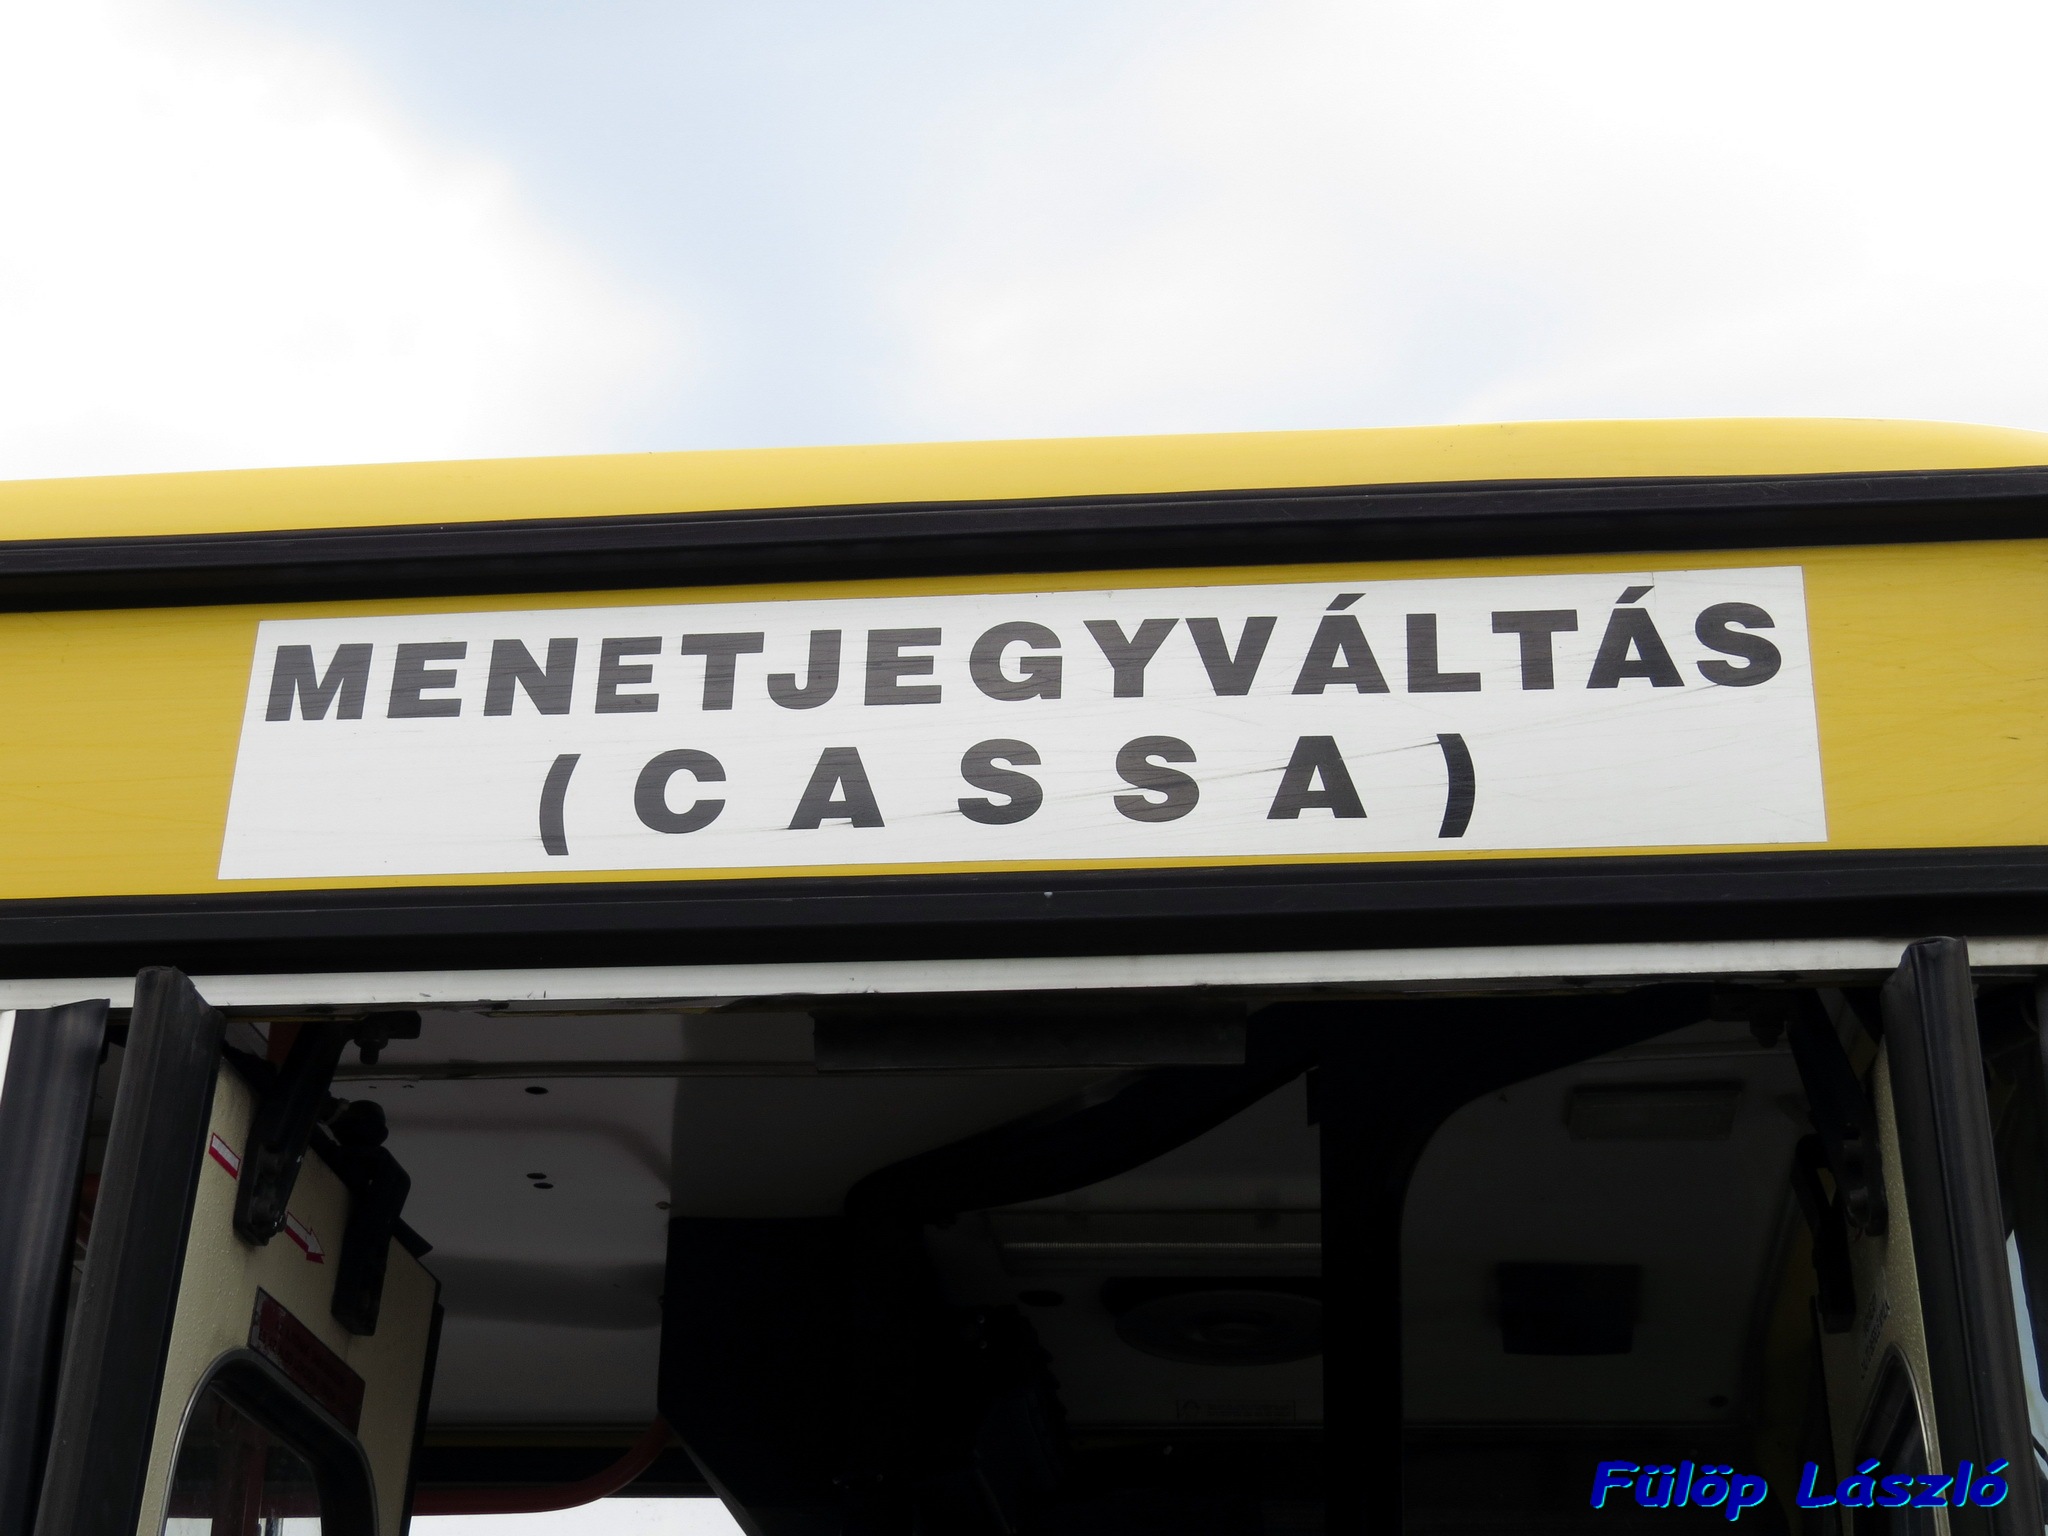 MENETJEGYVÁLTÁS
(CASSA)
Fülöp László